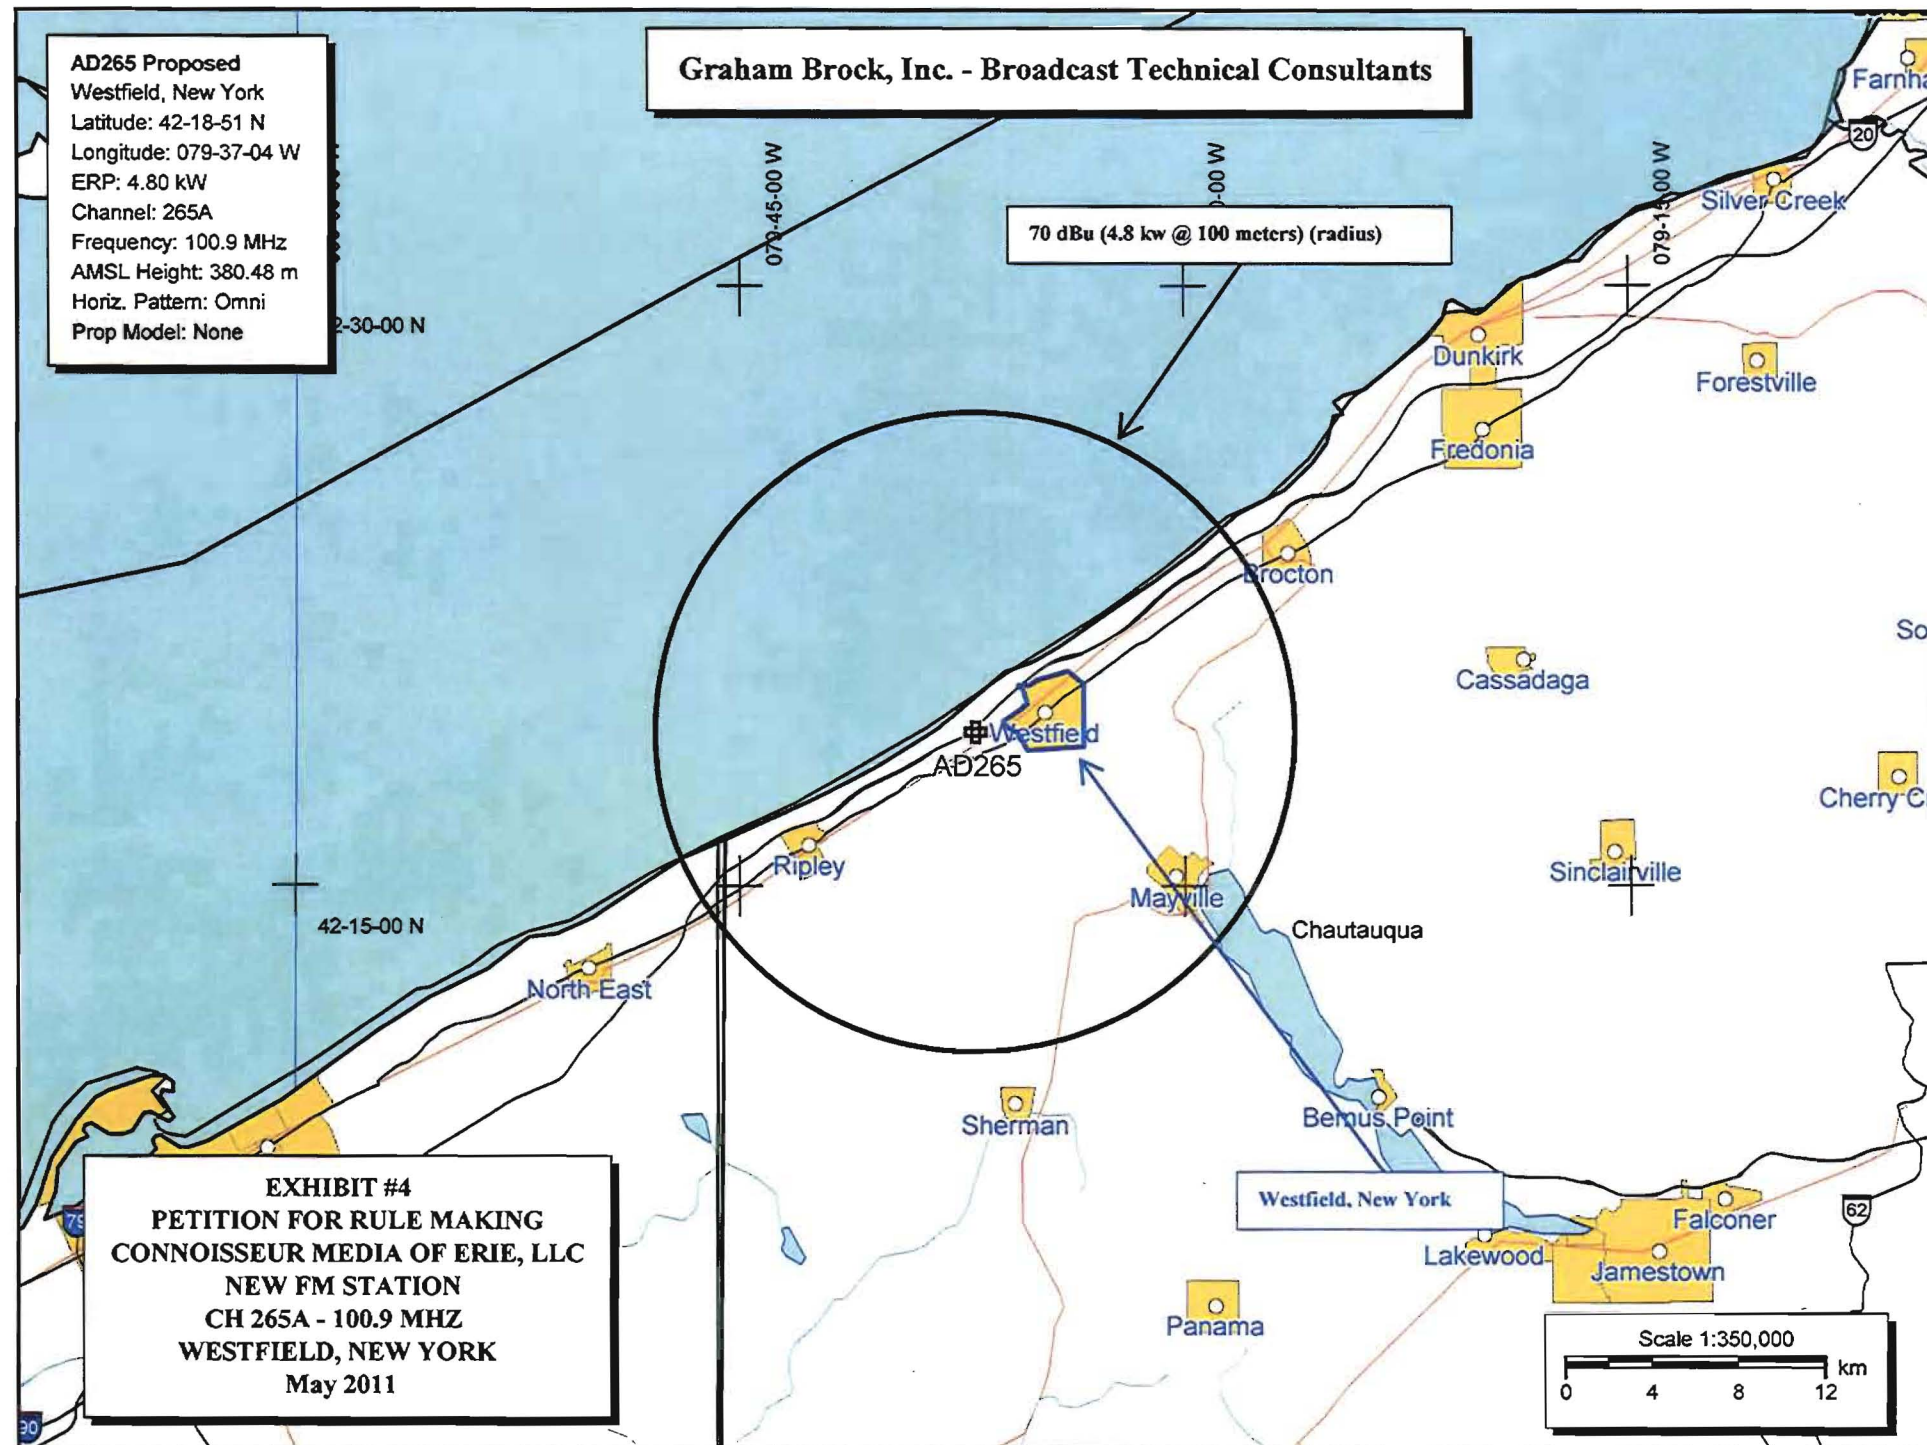 AD265 Proposed
Westfield, New York
Latitude: 42-18-51 N
Longitude: 079-37-04 W
ERP: 4.80 kW
Channel: 265A
Frequency: 100.9 MHz
AMSL Height: 380.48 m
Horiz. Pattern: Omni
Prop Model: None
Graham Brock, Inc. - Broadcast Technical Consultants
Farnha
20
079-45-00 W
0-00 W
079-15-00 W
Silver Creek
70 dBu (4.8 kw @ 100 meters) (radius)
2-30-00 N
Dunkirk
Forestville
Fredonia
Brocton
So
Cassadaga
Westfield
AD265
Cherry C
Ripley
Mayville
Sinclairville
42-15-00 N
Chautauqua
North East
Sherman
Bemus Point
Westfield, New York
Falconer
62
Lakewood
Jamestown
Panama
79
90
EXHIBIT #4
PETITION FOR RULE MAKING
CONNOISSEUR MEDIA OF ERIE, LLC
NEW FM STATION
CH 265A - 100.9 MHZ
WESTFIELD, NEW YORK
May 2011
Scale 1:350,000
km
0 4 8 12